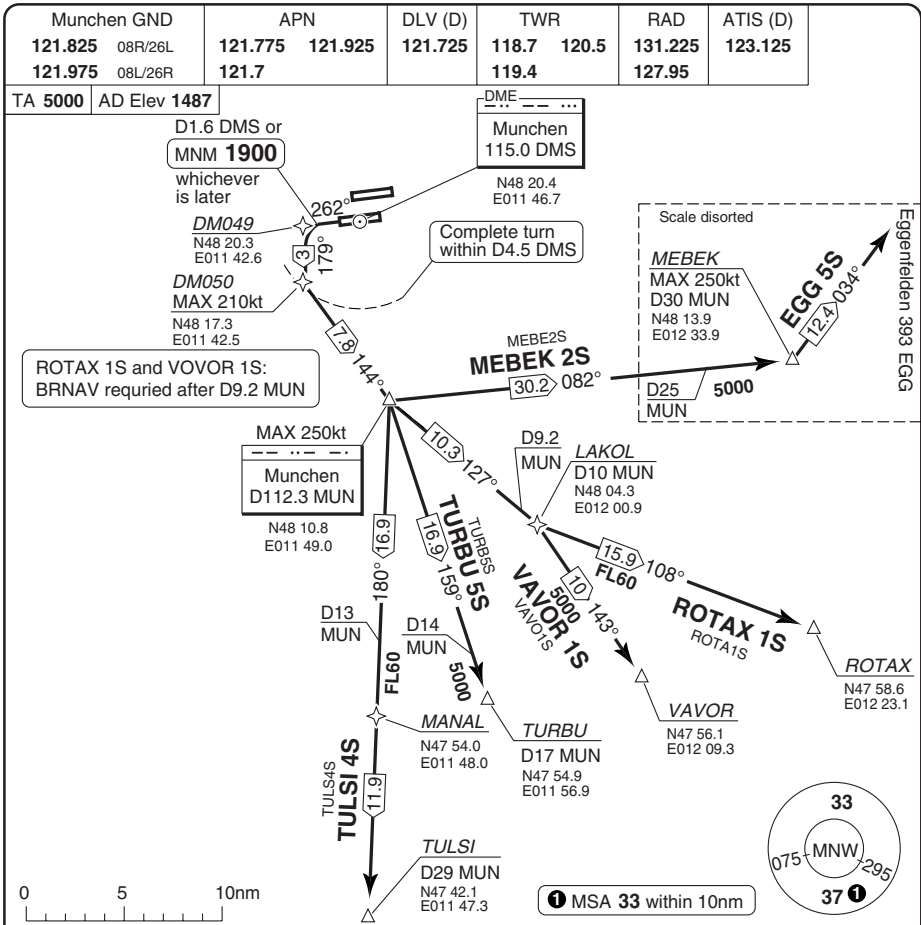 Munchen GND
121.825 08R/26L
121.975 08L/26R
APN
121.775 121.925
121.7
DLV (D)
121.725
TWR
118.7 120.5
119.4
RAD
131.225
127.95
ATIS (D)
123.125
TA 5000
AD Elev 1487
D1.6 DMS or
MNM 1900
whichever
is later
DME
Munchen
115.0 DMS
N48 20.4
E011 46.7
262°
DM049
N48 20.3
E011 42.6
3
179°
Complete turn
within D4.5 DMS
DM050
MAX 210kt
N48 17.3
E011 42.5
7.8
144°
ROTAX 1S and VOVOR 1S:
BRNAV requried after D9.2 MUN
Scale disorted
MEBEK
MAX 250kt
D30 MUN
N48 13.9
E012 33.9
EGG 5S
12.4 034°
Eggenfelden 393 EGG
MEBE2S
MEBEK 2S
30.2 082°
D25
MUN
5000
MAX 250kt
Munchen
D112.3 MUN
N48 10.8
E011 49.0
10.3 127°
D9.2
MUN
LAKOL
D10 MUN
N48 04.3
E012 00.9
16.9
180°
D13
MUN
FL60
MANAL
N47 54.0
E011 48.0
TULS4S
TULSI 4S
11.9
TULSI
D29 MUN
N47 42.1
E011 47.3
TURB5S
TURBU 5S
16.9
159°
D14
MUN
5000
TURBU
D17 MUN
N47 54.9
E011 56.9
VAVOR 1S
VAVO1S
10
143°
5000
VAVOR
N47 56.1
E012 09.3
15.9 108°
FL60
ROTAX 1S
ROTA1S
ROTAX
N47 58.6
E012 23.1
33
075 MNW 295
37 1
1 MSA 33 within 10nm
0 5 10nm